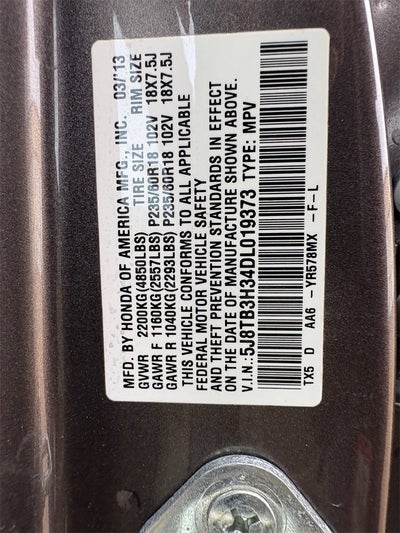 MFD. BY HONDA OF AMERICA MFG., INC. 03/'13
GVWR 2200KG(4850LBS) TIRE SIZE RIM SIZE
GAWR F 1160KG(2557LBS) P235/60R18 102V 18X7.5J
GAWR R 1040KG(2293LBS) P235/60R18 102V 18X7.5J
THIS VEHICLE CONFORMS TO ALL APPLICABLE
FEDERAL MOTOR VEHICLE SAFETY
AND THEFT PREVENTION STANDARDS IN EFFECT
ON THE DATE OF MANUFACTURE SHOWN ABOVE.
V.I.N.: 5J8TB3H34DL019373 TYPE: MPV
TX5 D AA6 -YR578MX -F-L